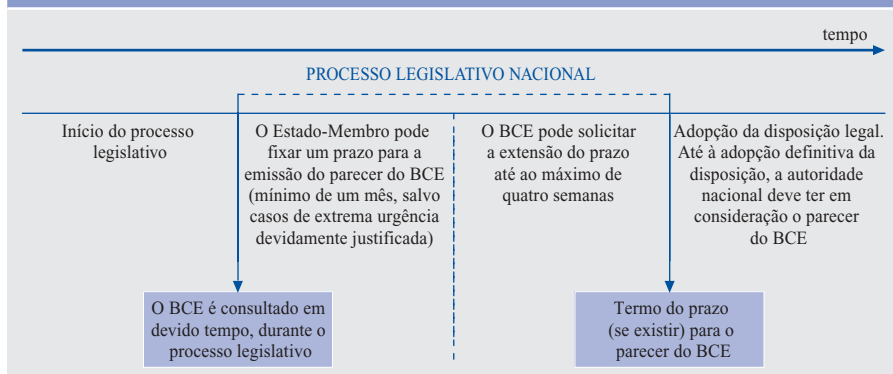 tempo
PROCESSO LEGISLATIVO NACIONAL
Início do processo
legislativo
O Estado-Membro pode
fixar um prazo para a
emissão do parecer do BCE
(mínimo de um mês, salvo
casos de extrema urgência
devidamente justificada)
O BCE pode solicitar
a extensão do prazo
até ao máximo de
quatro semanas
Adopção da disposição legal.
Até à adopção definitiva da
disposição, a autoridade
nacional deve ter em
consideração o parecer
do BCE
O BCE é consultado em
devido tempo, durante o
processo legislativo
Termo do prazo
(se existir) para o
parecer do BCE